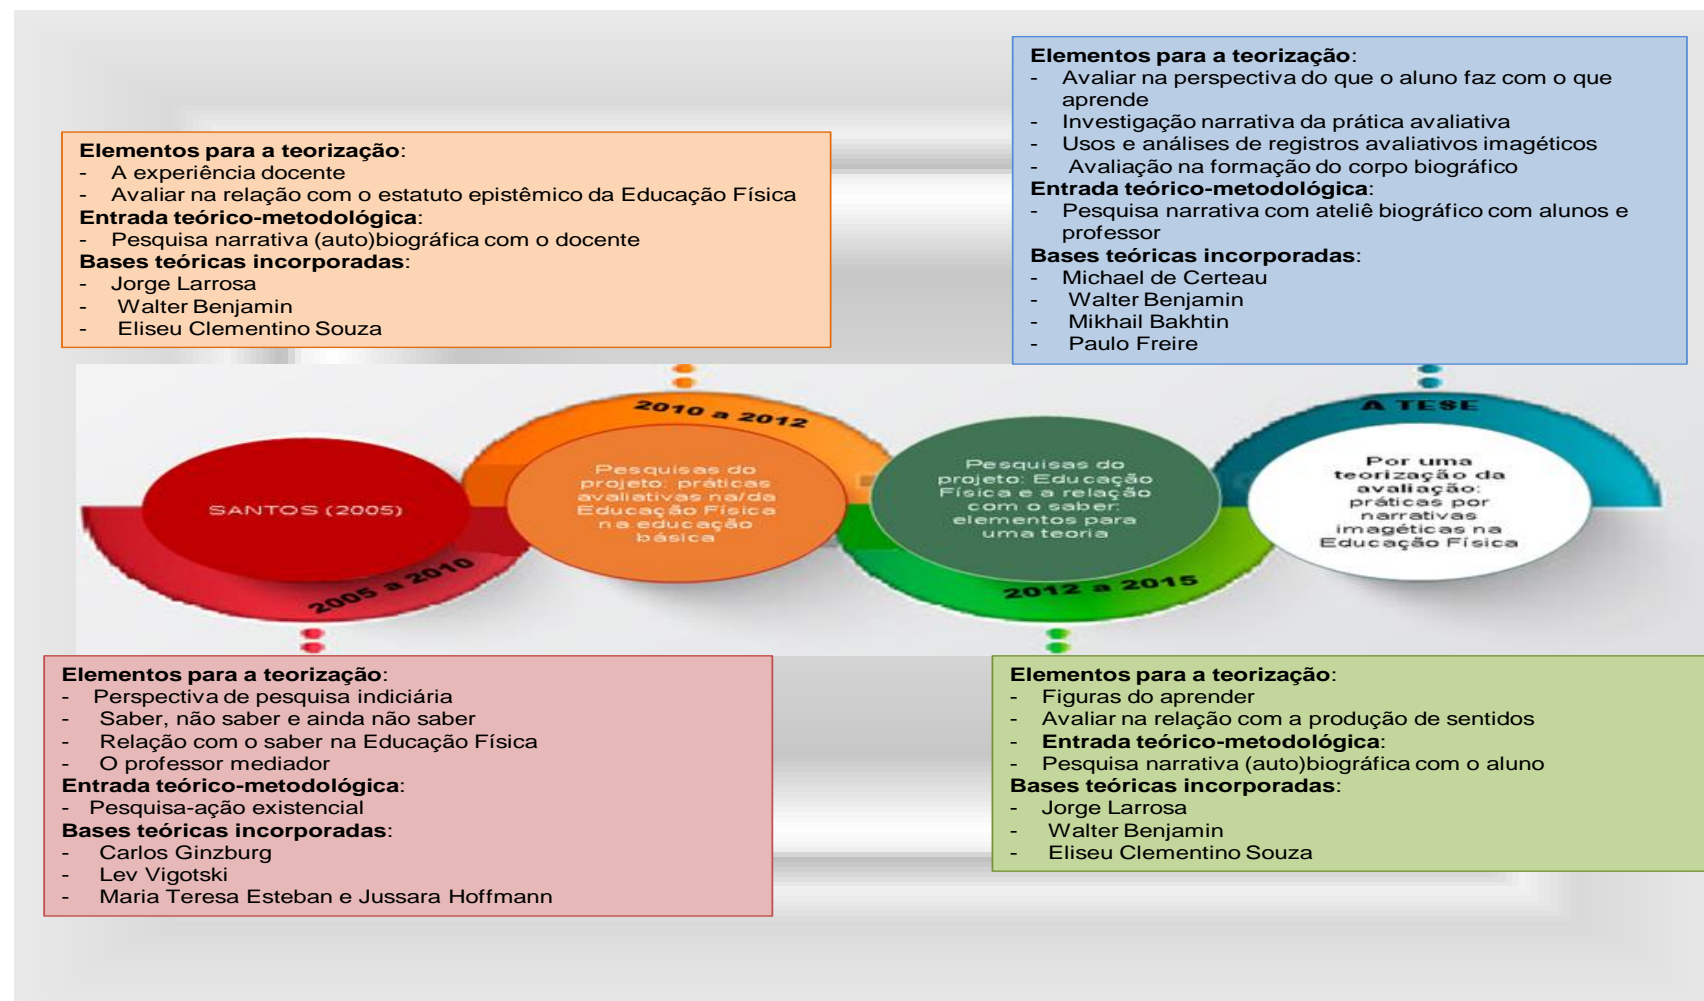 Elementos para a teorização:
- A experiência docente
- Avaliar na relação com o estatuto epistêmico da Educação Física
Entrada teórico-metodológica:
- Pesquisa narrativa (auto)biográfica com o docente
Bases teóricas incorporadas:
- Jorge Larrosa
- Walter Benjamin
- Eliseu Clementino Souza
Elementos para a teorização:
- Avaliar na perspectiva do que o aluno faz com o que
aprende
- Investigação narrativa da prática avaliativa
- Usos e análises de registros avaliativos imagéticos
- Avaliação na formação do corpo biográfico
Entrada teórico-metodológica:
- Pesquisa narrativa com ateliê biográfico com alunos e
professor
Bases teóricas incorporadas:
- Michael de Certeau
- Walter Benjamin
- Mikhail Bakhtin
- Paulo Freire
SANTOS (2005)
2005 a 2010
2010 a 2012
Pesquisas do
projeto: práticas
avaliativas na/da
Educação Física
na educação
básica
Pesquisas do
projeto: Educação
Física e a relação
com o saber:
elementos para
uma teoria
2012 a 2015
A TESE
Por uma
teorização da
avaliação:
práticas por
narrativas
imagéticas na
Educação Física
Elementos para a teorização:
- Perspectiva de pesquisa indiciária
- Saber, não saber e ainda não saber
- Relação com o saber na Educação Física
- O professor mediador
Entrada teórico-metodológica:
- Pesquisa-ação existencial
Bases teóricas incorporadas:
- Carlos Ginzburg
- Lev Vigotski
- Maria Teresa Esteban e Jussara Hoffmann
Elementos para a teorização:
- Figuras do aprender
- Avaliar na relação com a produção de sentidos
- Entrada teórico-metodológica:
- Pesquisa narrativa (auto)biográfica com o aluno
Bases teóricas incorporadas:
- Jorge Larrosa
- Walter Benjamin
- Eliseu Clementino Souza